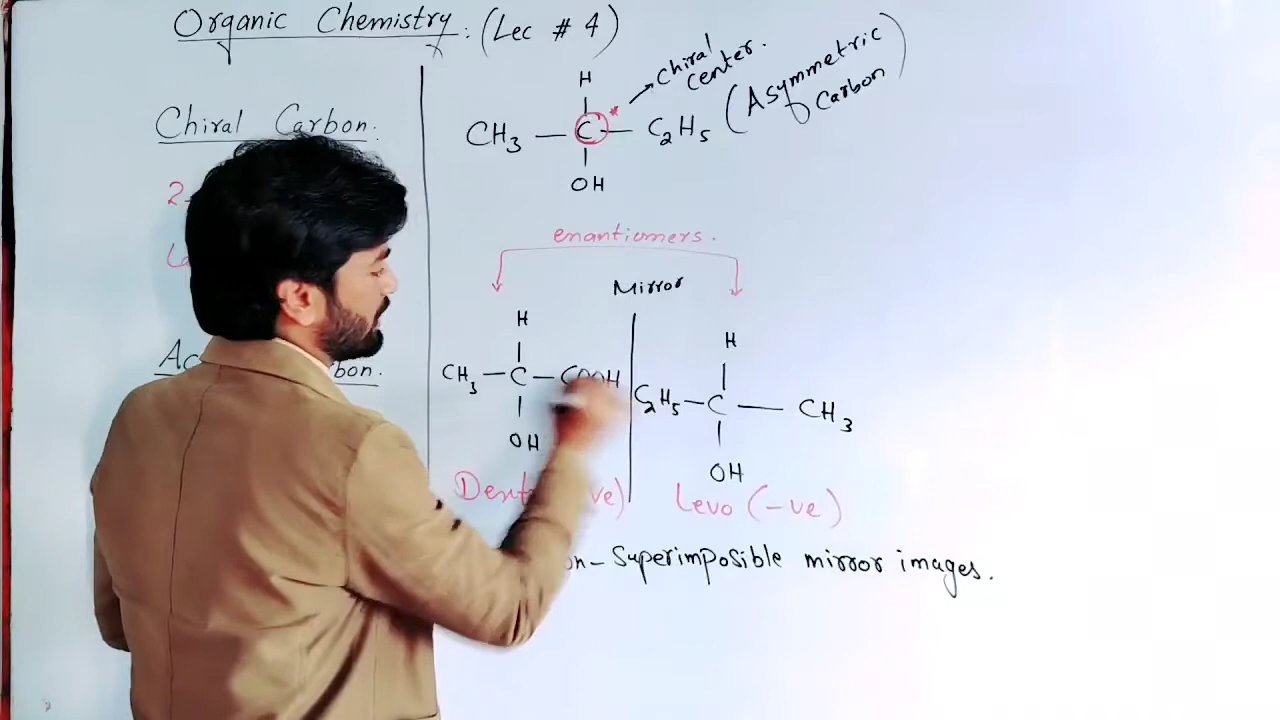 Organic Chemistry: (Lec # 4)
Chiral Carbon:
2-
H
CH3 — C* — C2H5
OH
Chiral center.
(Asymmetric Carbon)
enantiomers.
Mirror
H
CH3 — C — COOH
OH
H
C2H5 — C — CH3
OH
Levo (-ve)
Superimposible mirror images.